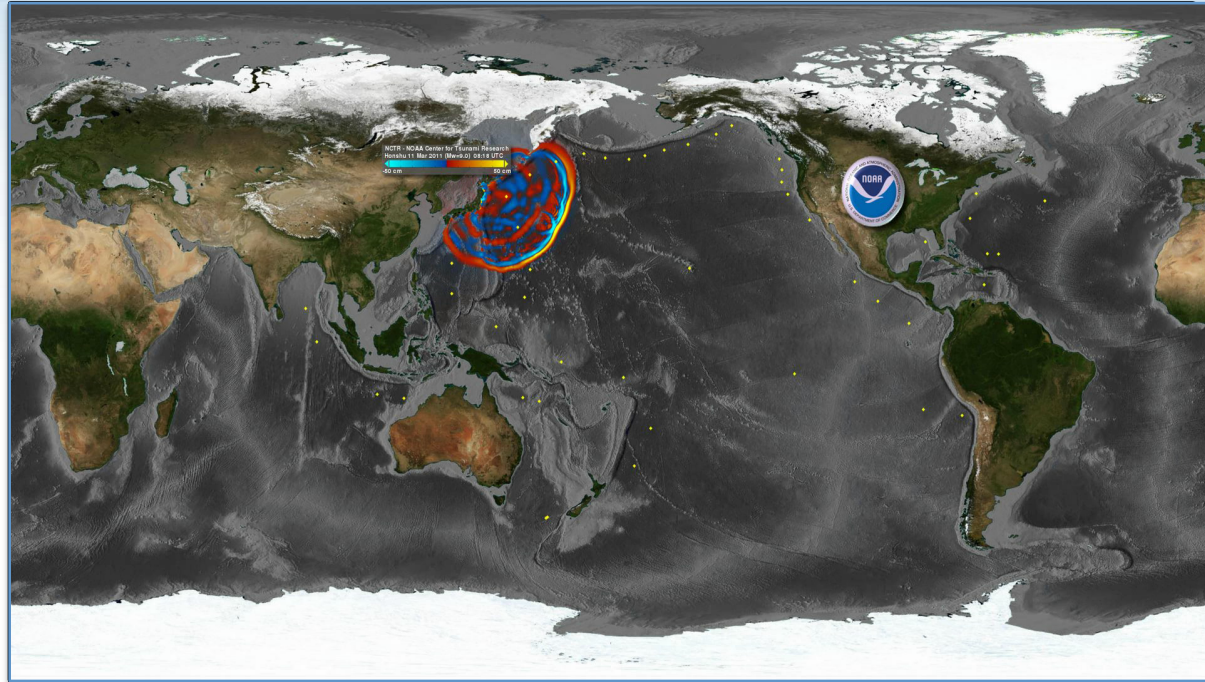 NCTR - NOAA Center for Tsunami Research
Honshu 11 Mar 2011 (Mw=9.0) 09:18 UTC
-50 cm 50 cm
NOAA